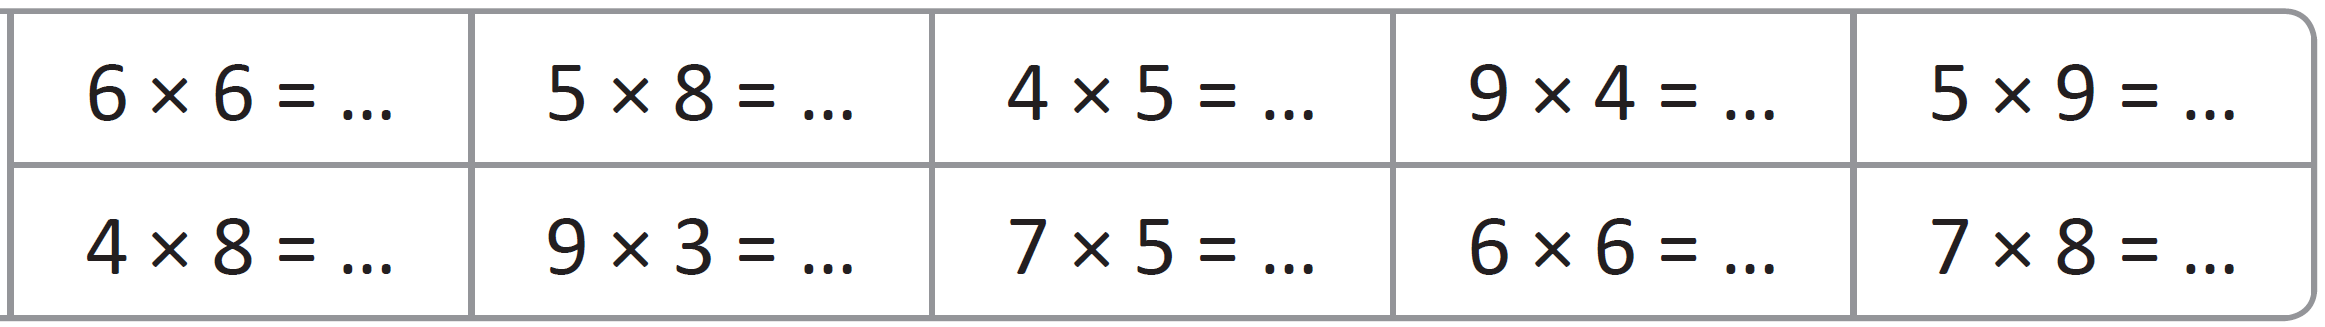 6 × 6 = ... 5 × 8 = ... 4 × 5 = ... 9 × 4 = ... 5 × 9 = ...
4 × 8 = ... 9 × 3 = ... 7 × 5 = ... 6 × 6 = ... 7 × 8 = ...